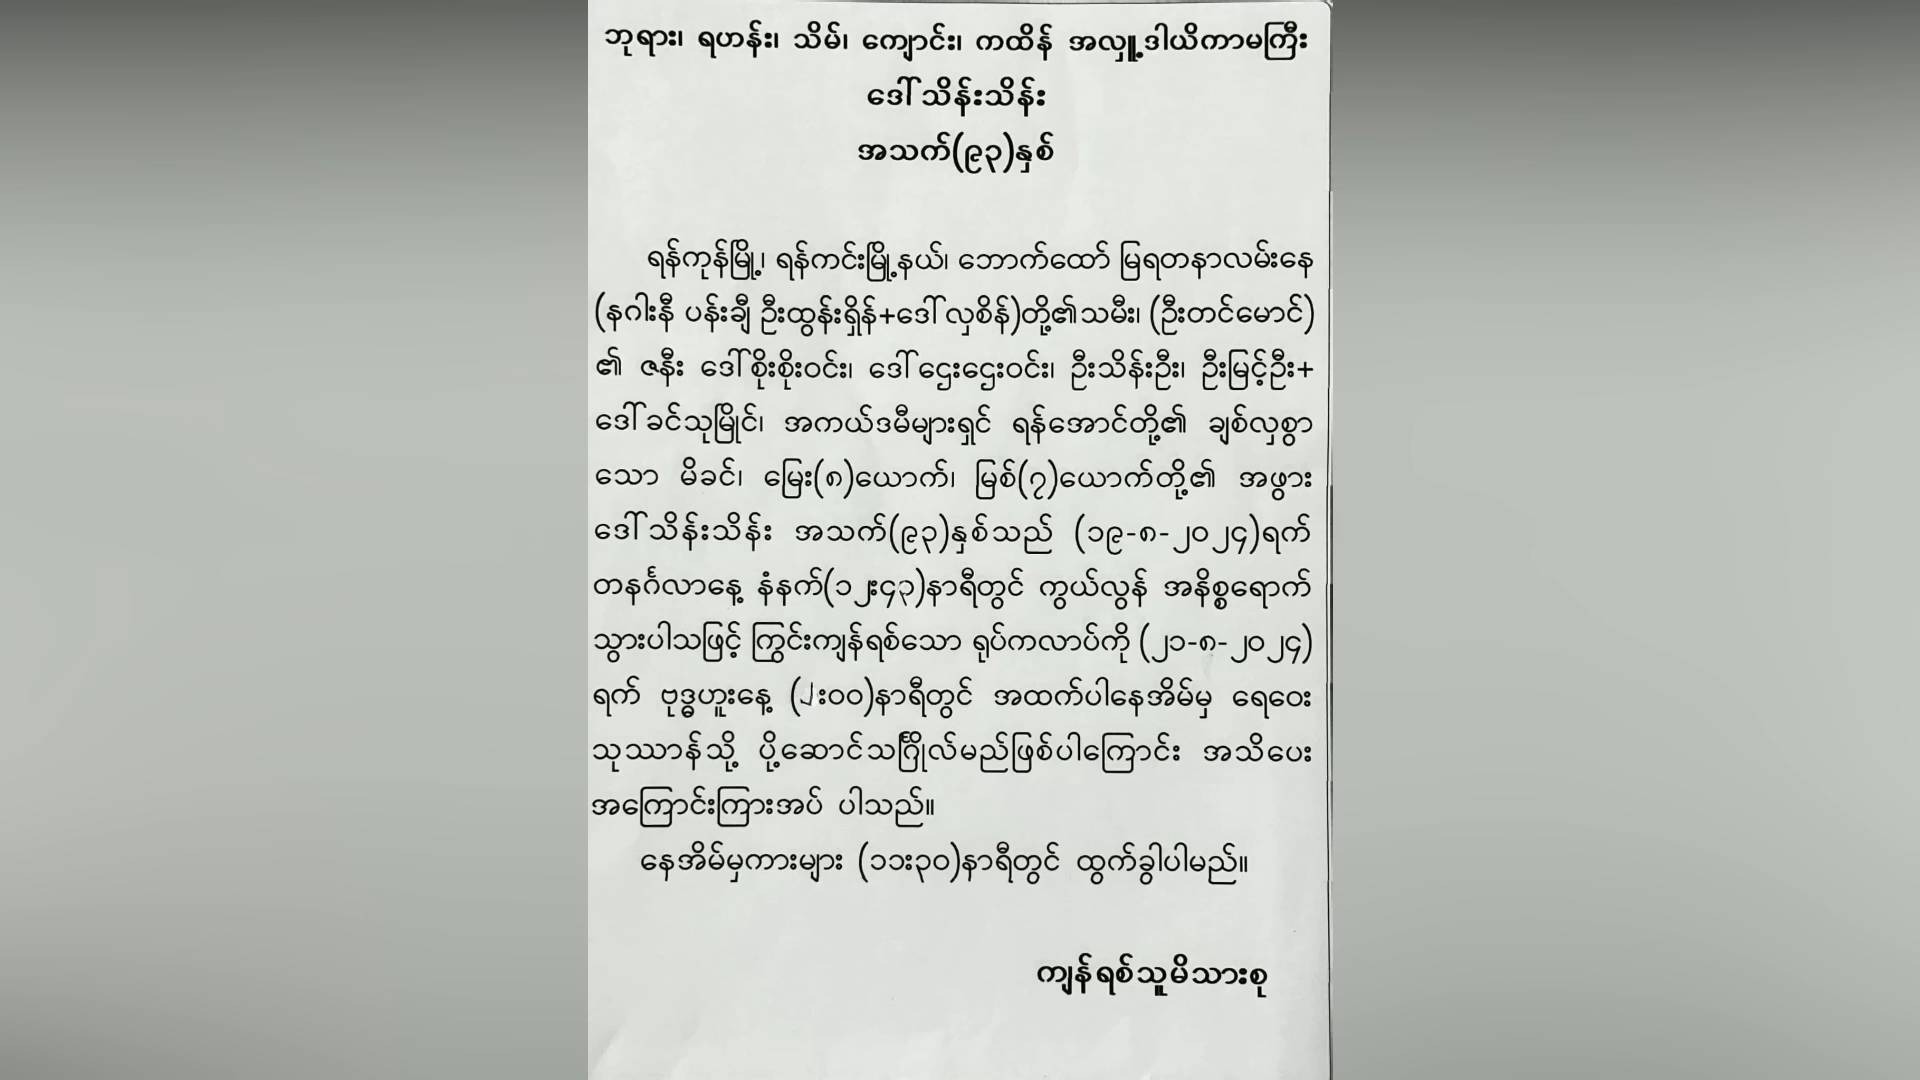 ဘုရား၊ ရဟန်း၊ သိမ်၊ ကျောင်း၊ ကထိန် အလှူ့ဒါယိကာမကြီး
ဒေါ်သိန်းသိန်း
အသက်(၉၃)နှစ်
ရန်ကုန်မြို့၊ ရန်ကင်းမြို့နယ်၊ ဘောက်ထော် မြရတနာလမ်းနေ
(နဂါးနီ ပန်းချီ ဦးထွန်းရှိန်+ဒေါ်လှစိန်)တို့၏သမီး၊ (ဦးတင်မောင်)
၏ ဇနီး ဒေါ်စိုးစိုးဝင်း၊ ဒေါ်ဌေးဌေးဝင်း၊ ဦးသိန်းဦး၊ ဦးမြင့်ဦး+
ဒေါ်ခင်သုမြိုင်၊ အကယ်ဒမီများရှင် ရန်အောင်တို့၏ ချစ်လှစွာ
သော မိခင်၊ မြေး(၈)ယောက်၊ မြစ်(၇)ယောက်တို့၏ အဖွား
ဒေါ်သိန်းသိန်း အသက်(၉၃)နှစ်သည် (၁၉-၈-၂၀၂၄)ရက်
တနင်္ဂလာနေ့ နံနက်(၁၂း၄၃)နာရီတွင် ကွယ်လွန် အနိစ္စရောက်
သွားပါသဖြင့် ကြွင်းကျန်ရစ်သော ရုပ်ကလာပ်ကို (၂၁-၈-၂၀၂၄)
ရက် ဗုဒ္ဓဟူးနေ့ (၂း၀၀)နာရီတွင် အထက်ပါနေအိမ်မှ ရေဝေး
သုဿာန်သို့ ပို့ဆောင်သင်္ဂြိုလ်မည်ဖြစ်ပါကြောင်း အသိပေး
အကြောင်းကြားအပ် ပါသည်။
နေအိမ်မှကားများ (၁၁း၃၀)နာရီတွင် ထွက်ခွါပါမည်။
ကျန်ရစ်သူမိသားစု